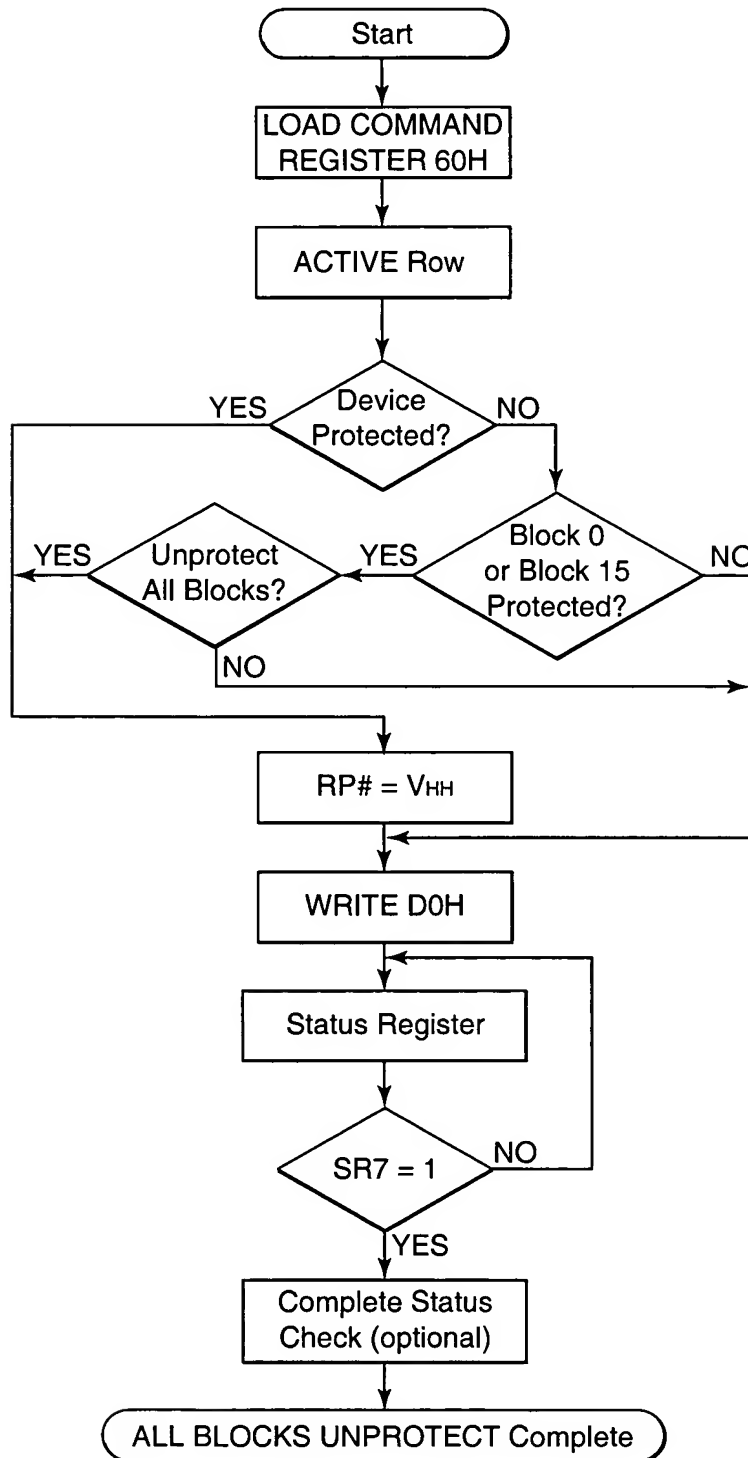 Start
LOAD COMMAND
REGISTER 60H
ACTIVE Row
YES
Device
Protected?
NO
YES
Unprotect
All Blocks?
YES
Block 0
or Block 15
Protected?
NO
NO
RP# = VHH
WRITE D0H
Status Register
SR7 = 1
NO
YES
Complete Status
Check (optional)
ALL BLOCKS UNPROTECT Complete